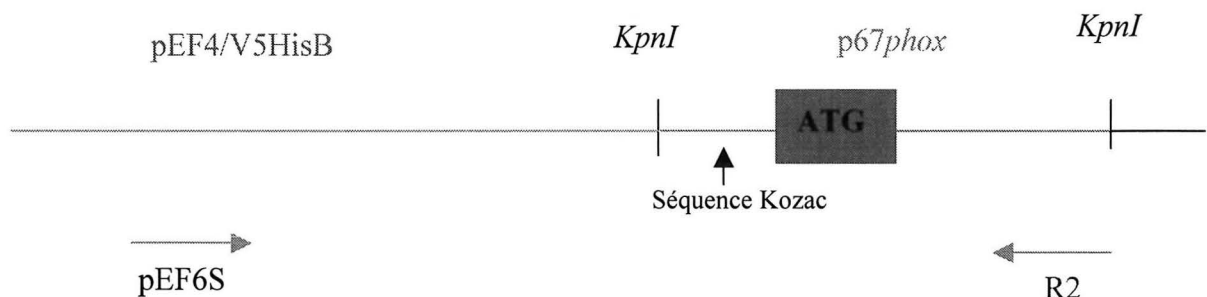 pEF4/V5HisB
KpnI
p67phox
KpnI
ATG
Séquence Kozac
pEF6S
R2